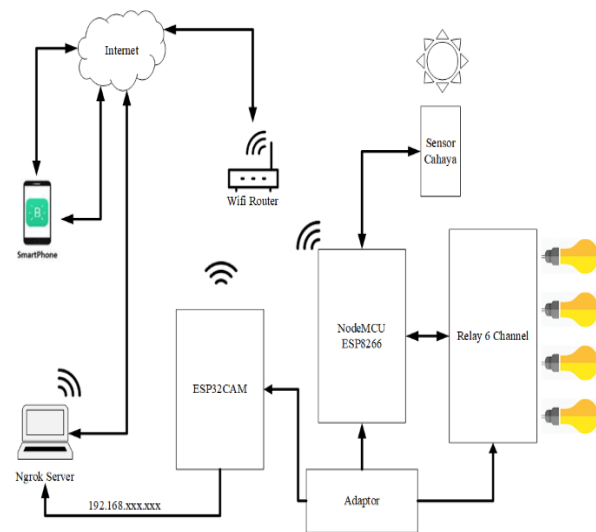 Internet
Sensor
Cahaya
Wifi Router
B
SmartPhone
NodeMCU
ESP8266
Relay 6 Channel
ESP32CAM
Ngrok Server
192.168.xxx.xxx
Adaptor